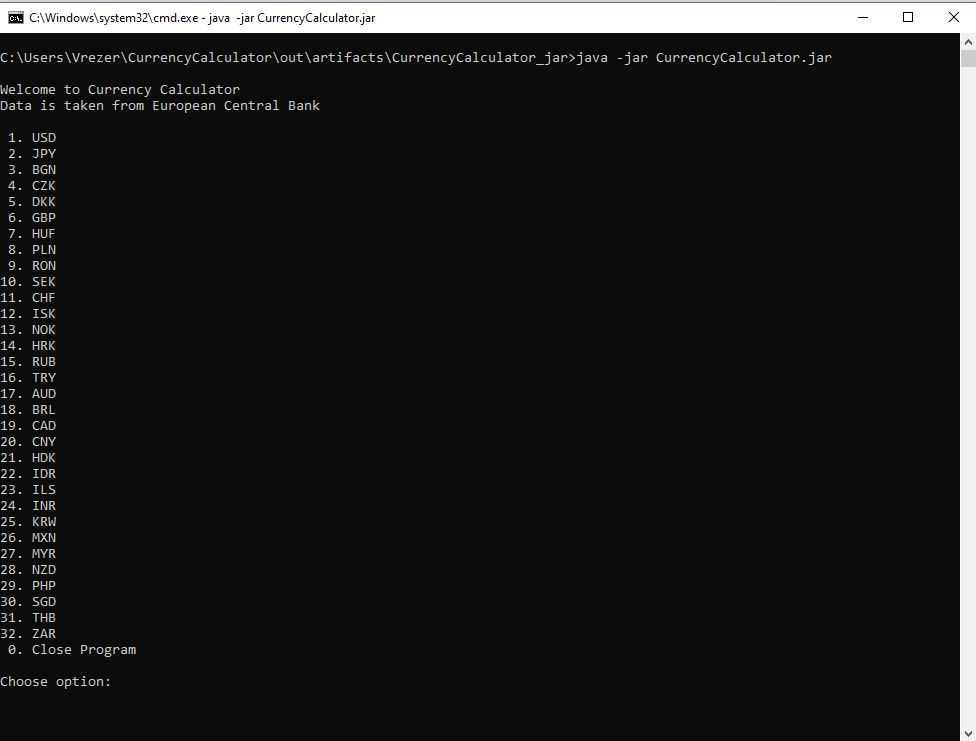 C:\Windows\system32\cmd.exe - java -jar CurrencyCalculator.jar
C:\Users\Vrezer\CurrencyCalculator\out\artifacts\CurrencyCalculator_jar>java -jar CurrencyCalculator.jar
Welcome to Currency Calculator
Data is taken from European Central Bank
1. USD
2. JPY
3. BGN
4. CZK
5. DKK
6. GBP
7. HUF
8. PLN
9. RON
10. SEK
11. CHF
12. ISK
13. NOK
14. HRK
15. RUB
16. TRY
17. AUD
18. BRL
19. CAD
20. CNY
21. HDK
22. IDR
23. ILS
24. INR
25. KRW
26. MXN
27. MYR
28. NZD
29. PHP
30. SGD
31. THB
32. ZAR
0. Close Program
Choose option: